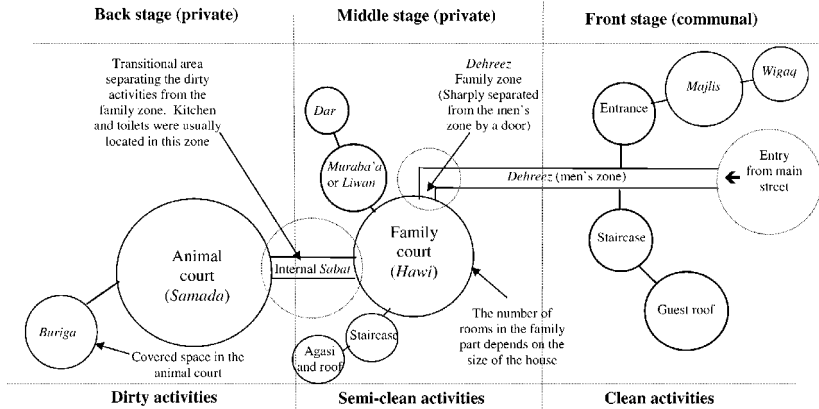 Back stage (private)
Middle stage (private)
Front stage (communal)
Transitional area
separating the dirty
activities from the
family zone. Kitchen
and toilets were usually
located in this zone
Dehreez
Family zone
(Sharply separated
from the men's
zone by a door)
Dar
Muraba'a
or Liwan
Entrance
Majlis
Wigaq
Dehreez (men's zone)
Entry
from main
street
Animal
court
(Samada)
Internal Sabat
Family
court
(Hawi)
Staircase
Guest roof
Buriga
Covered space in the
animal court
Agasi
and roof
Staircase
The number of
rooms in the family
part depends on the
size of the house
Dirty activities
Semi-clean activities
Clean activities